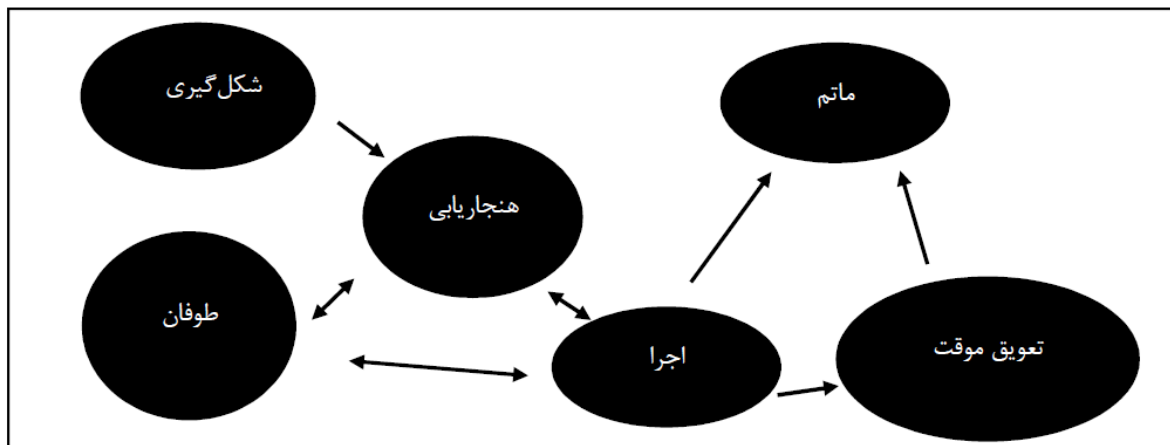 شکل‌گیری
ماتم
هنجاریابی
طوفان
اجرا
تعویق موقت